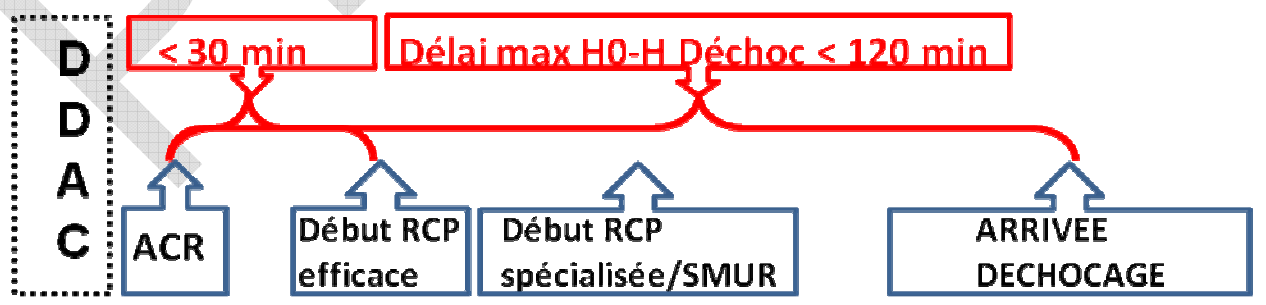 D
D
A
C
< 30 min
Délai max H0-H Déchoc < 120 min
ACR
Début RCP
efficace
Début RCP
spécialisée/SMUR
ARRIVEE
DECHOCAGE